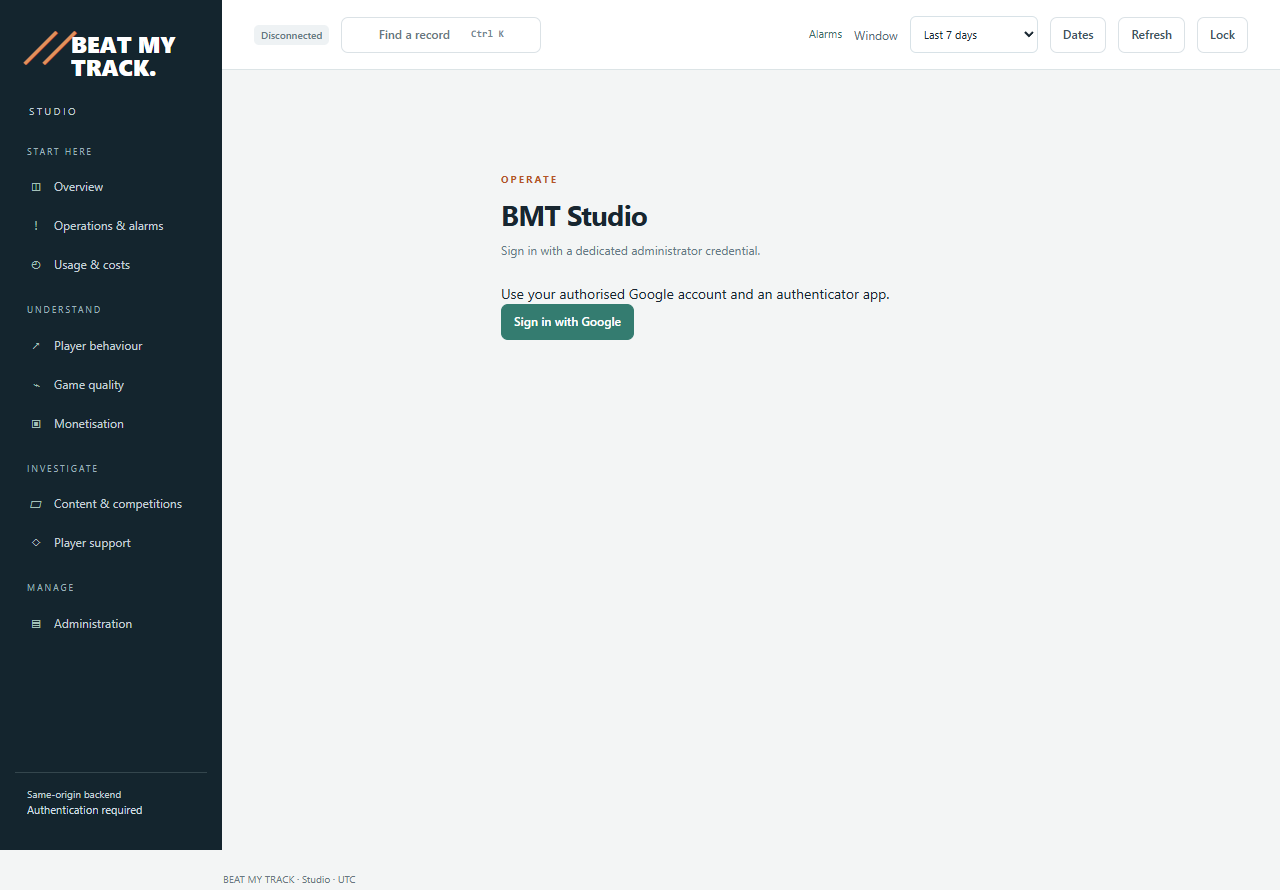 BEAT MY
TRACK.
STUDIO
START HERE
Overview
! Operations & alarms
Usage & costs
UNDERSTAND
Player behaviour
Game quality
Monetisation
INVESTIGATE
Content & competitions
Player support
MANAGE
Administration
Same-origin backend
Authentication required
Disconnected
Find a record Ctrl K
Alarms
Window
Last 7 days
Dates
Refresh
Lock
OPERATE
BMT Studio
Sign in with a dedicated administrator credential.
Use your authorised Google account and an authenticator app.
Sign in with Google
BEAT MY TRACK · Studio · UTC